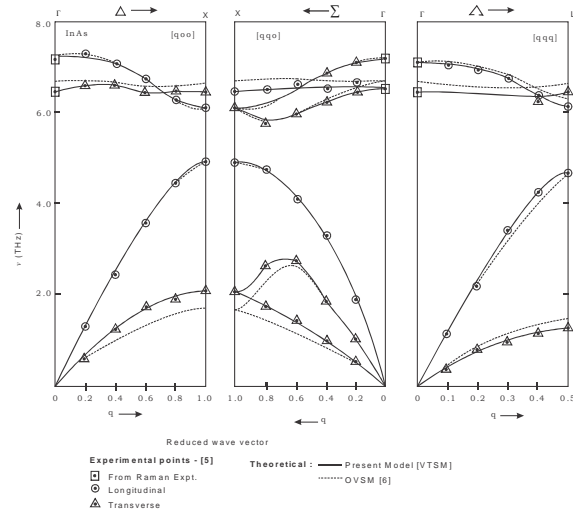 Γ Δ → X ← Σ Γ Γ Λ → L
8.0
InAs [qoo] [qqo] [qqq]
6.0
4.0
ν (THz) →
2.0
0 0.2 0.4 0.6 0.8 1.0 1.0 0.8 0.6 0.4 0.2 0 0 0.1 0.2 0.3 0.4 0.5
q → ← q q →
Reduced wave vector
Experimental points - [5] Theoretical : Present Model [VTSM]
From Raman Expt. OVSM [6]
Longitudinal
Transverse